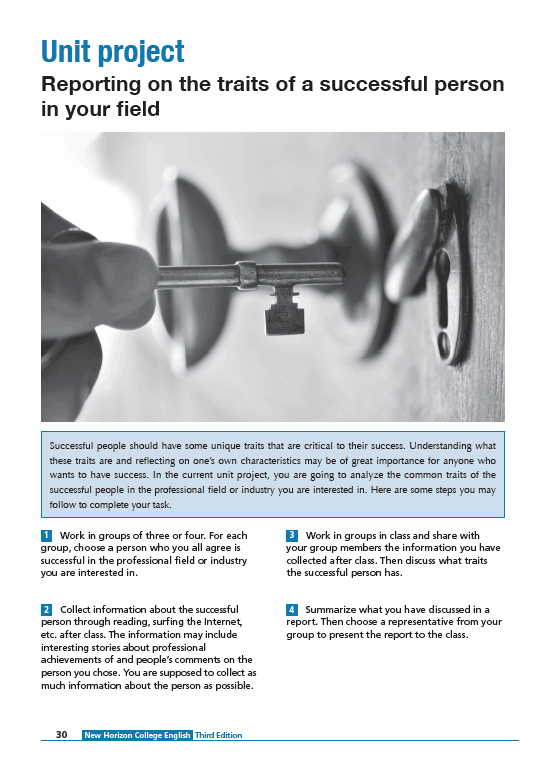 Unit project
Reporting on the traits of a successful person
in your field
Successful people should have some unique traits that are critical to their success. Understanding what
these traits are and reflecting on one's own characteristics may be of great importance for anyone who
wants to have success. In the current unit project, you are going to analyze the common traits of the
successful people in the professional field or industry you are interested in. Here are some steps you may
follow to complete your task.
1 Work in groups of three or four. For each
group, choose a person who you all agree is
successful in the professional field or industry
you are interested in.
2 Collect information about the successful
person through reading, surfing the Internet,
etc. after class. The information may include
interesting stories about professional
achievements of and people's comments on the
person you chose. You are supposed to collect as
much information about the person as possible.
3 Work in groups in class and share with
your group members the information you have
collected after class. Then discuss what traits
the successful person has.
4 Summarize what you have discussed in a
report. Then choose a representative from your
group to present the report to the class.
30 New Horizon College English Third Edition